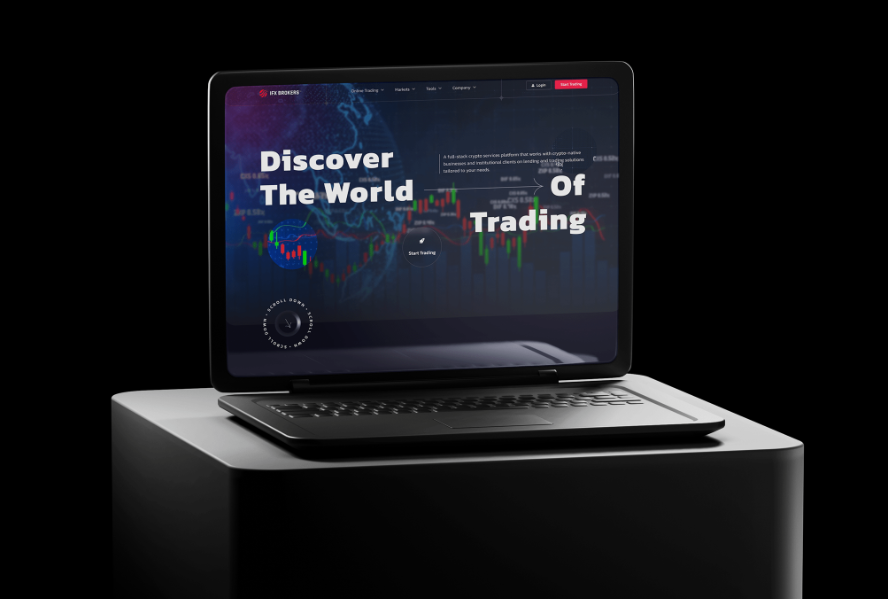 IFX BROKERS
Online Trading Markets Tools Company
Login Start Trading
Discover
The World
A full-stack crypto services platform that works with crypto-native
businesses and institutional clients on lending and trading solutions
tailored to your needs.
Of
Trading
Start Trading
SCROLL DOWN • SCROLL DOWN • SCROLL DOWN •